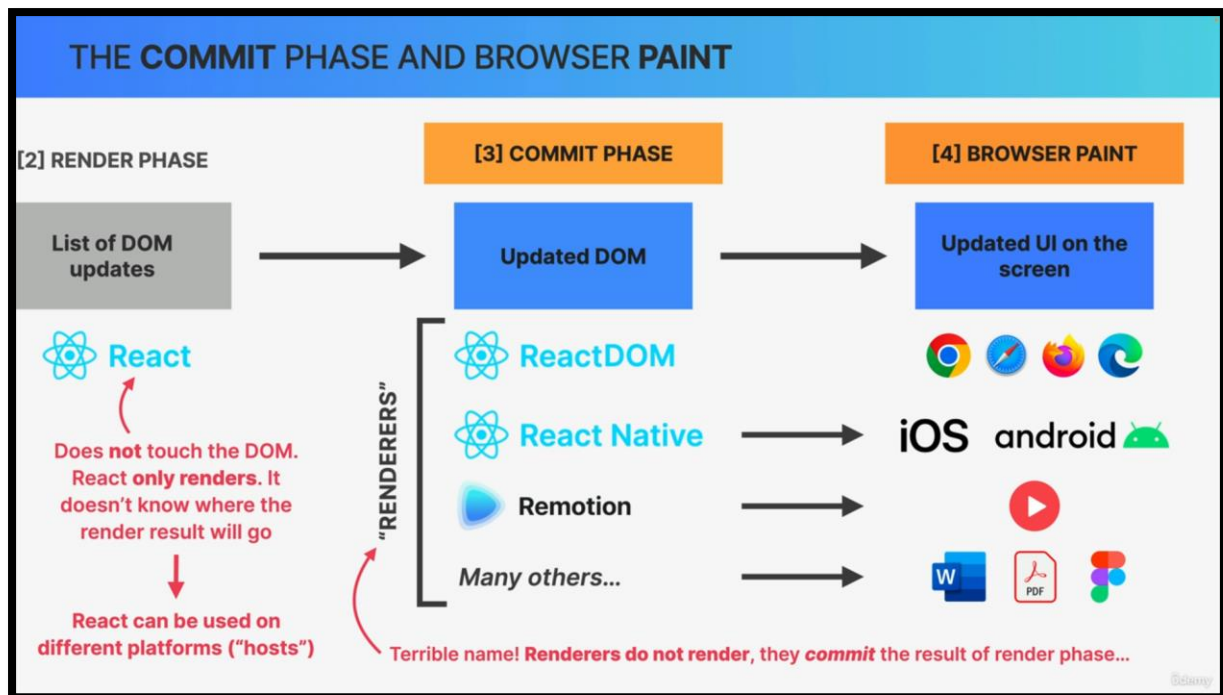 THE COMMIT PHASE AND BROWSER PAINT
[2] RENDER PHASE
[3] COMMIT PHASE
[4] BROWSER PAINT
List of DOM
updates
Updated DOM
Updated UI on the
screen
React
ReactDOM
Does not touch the DOM.
React only renders. It
doesn’t know where the
render result will go
React can be used on
different platforms (“hosts”)
“RENDERERS”
React Native
iOS android
Remotion
Many others…
W
PDF
Terrible name! Renderers do not render, they commit the result of render phase…
ûdemy